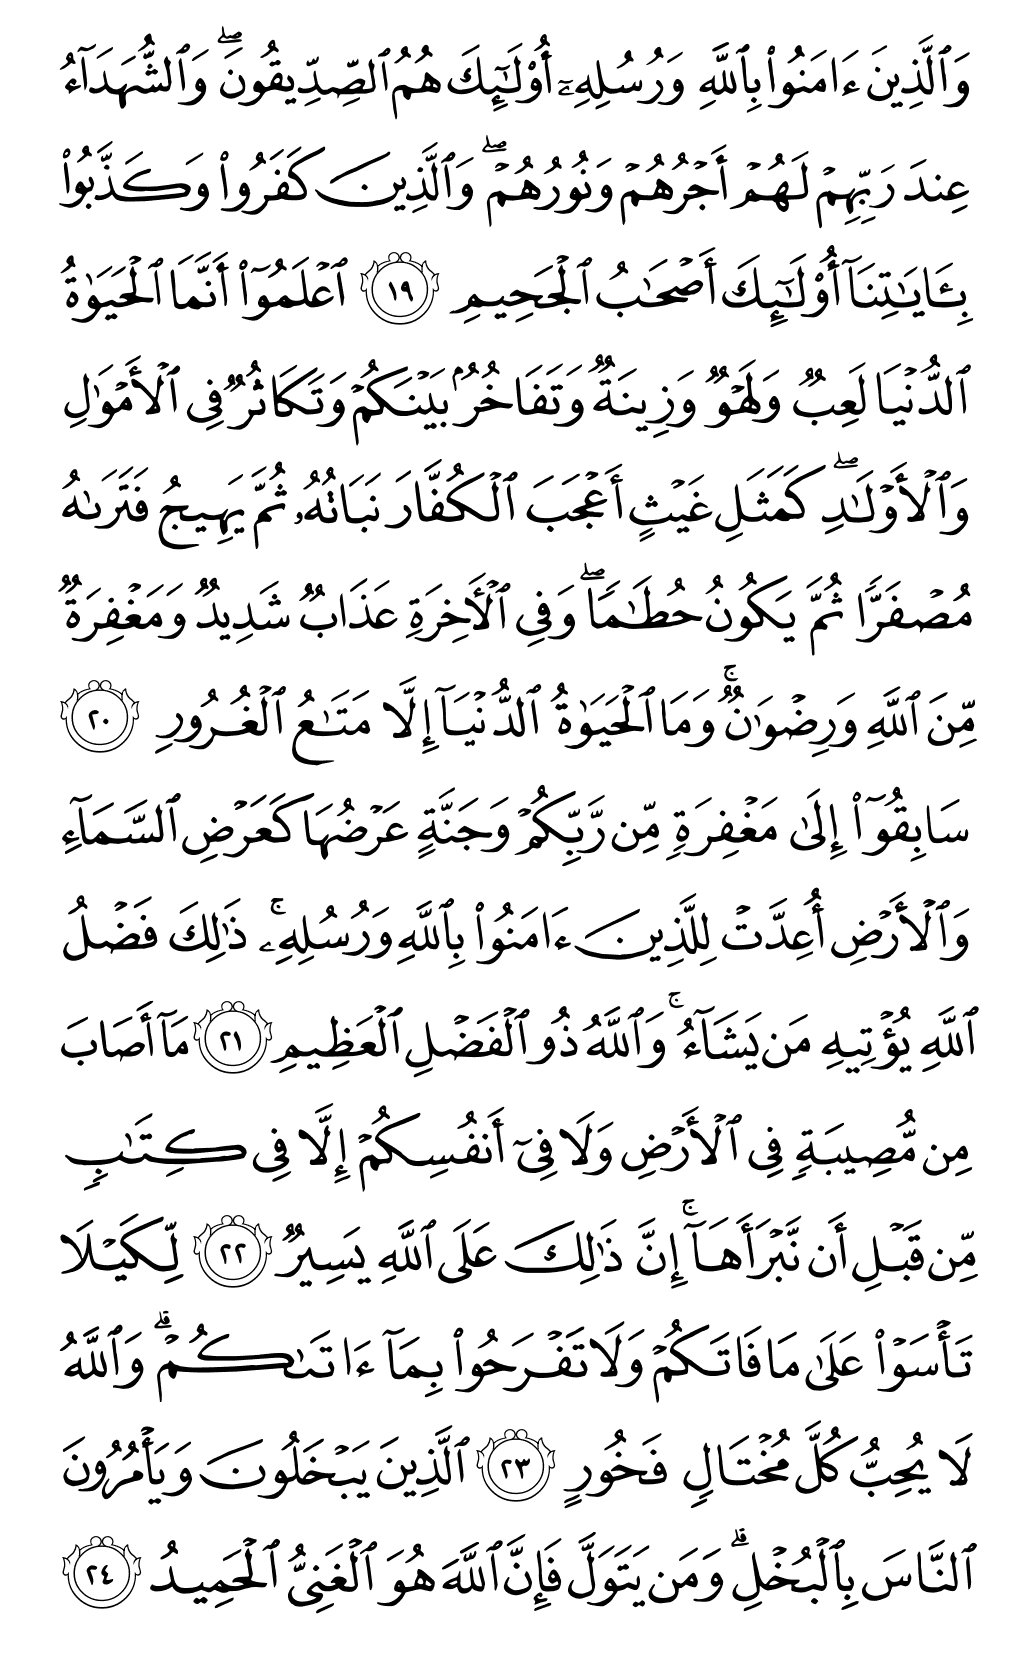 وَٱلَّذِينَ ءَامَنُوا۟ بِٱللَّهِ وَرُسُلِهِۦٓ أُو۟لَـٰٓئِكَ هُمُ ٱلصِّدِّيقُونَ ۖ وَٱلشُّهَدَآءُ
عِندَ رَبِّهِمْ لَهُمْ أَجْرُهُمْ وَنُورُهُمْ ۖ وَٱلَّذِينَ كَفَرُوا۟ وَكَذَّبُوا۟
بِـَٔايَـٰتِنَآ أُو۟لَـٰٓئِكَ أَصْحَـٰبُ ٱلْجَحِيمِ ١٩ ٱعْلَمُوٓا۟ أَنَّمَا ٱلْحَيَوٰةُ
ٱلدُّنْيَا لَعِبٌ وَلَهْوٌ وَزِينَةٌ وَتَفَاخُرٌۢ بَيْنَكُمْ وَتَكَاثُرٌ فِى ٱلْأَمْوَٰلِ
وَٱلْأَوْلَـٰدِ ۖ كَمَثَلِ غَيْثٍ أَعْجَبَ ٱلْكُفَّارَ نَبَاتُهُۥ ثُمَّ يَهِيجُ فَتَرَىٰهُ
مُصْفَرًّا ثُمَّ يَكُونُ حُطَـٰمًا ۖ وَفِى ٱلْـَٔاخِرَةِ عَذَابٌ شَدِيدٌ وَمَغْفِرَةٌ
مِّنَ ٱللَّهِ وَرِضْوَٰنٌ ۚ وَمَا ٱلْحَيَوٰةُ ٱلدُّنْيَآ إِلَّا مَتَـٰعُ ٱلْغُرُورِ ٢٠
سَابِقُوٓا۟ إِلَىٰ مَغْفِرَةٍ مِّن رَّبِّكُمْ وَجَنَّةٍ عَرْضُهَا كَعَرْضِ ٱلسَّمَآءِ
وَٱلْأَرْضِ أُعِدَّتْ لِلَّذِينَ ءَامَنُوا۟ بِٱللَّهِ وَرُسُلِهِۦ ۚ ذَٰلِكَ فَضْلُ
ٱللَّهِ يُؤْتِيهِ مَن يَشَآءُ ۚ وَٱللَّهُ ذُو ٱلْفَضْلِ ٱلْعَظِيمِ ٢١ مَآ أَصَابَ
مِن مُّصِيبَةٍ فِى ٱلْأَرْضِ وَلَا فِىٓ أَنفُسِكُمْ إِلَّا فِى كِتَـٰبٍ
مِّن قَبْلِ أَن نَّبْرَأَهَآ ۚ إِنَّ ذَٰلِكَ عَلَى ٱللَّهِ يَسِيرٌ ٢٢ لِّكَيْلَا
تَأْسَوْا۟ عَلَىٰ مَا فَاتَكُمْ وَلَا تَفْرَحُوا۟ بِمَآ ءَاتَىٰكُمْ ۗ وَٱللَّهُ
لَا يُحِبُّ كُلَّ مُخْتَالٍ فَخُورٍ ٢٣ ٱلَّذِينَ يَبْخَلُونَ وَيَأْمُرُونَ
ٱلنَّاسَ بِٱلْبُخْلِ ۗ وَمَن يَتَوَلَّ فَإِنَّ ٱللَّهَ هُوَ ٱلْغَنِىُّ ٱلْحَمِيدُ ٢٤